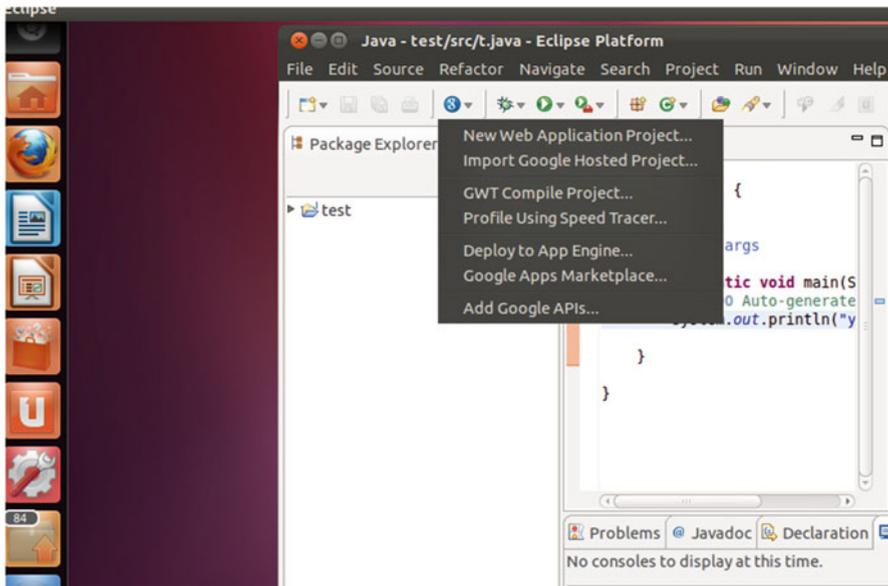 Eclipse
Java - test/src/t.java - Eclipse Platform
File Edit Source Refactor Navigate Search Project Run Window Help
Package Explorer
New Web Application Project...
Import Google Hosted Project...
GWT Compile Project...
Profile Using Speed Tracer...
Deploy to App Engine...
Google Apps Marketplace...
Add Google APIs...
test
{
args
tic void main(S
O Auto-generate
.out.println("y
}
}
84
Problems @ Javadoc Declaration
No consoles to display at this time.